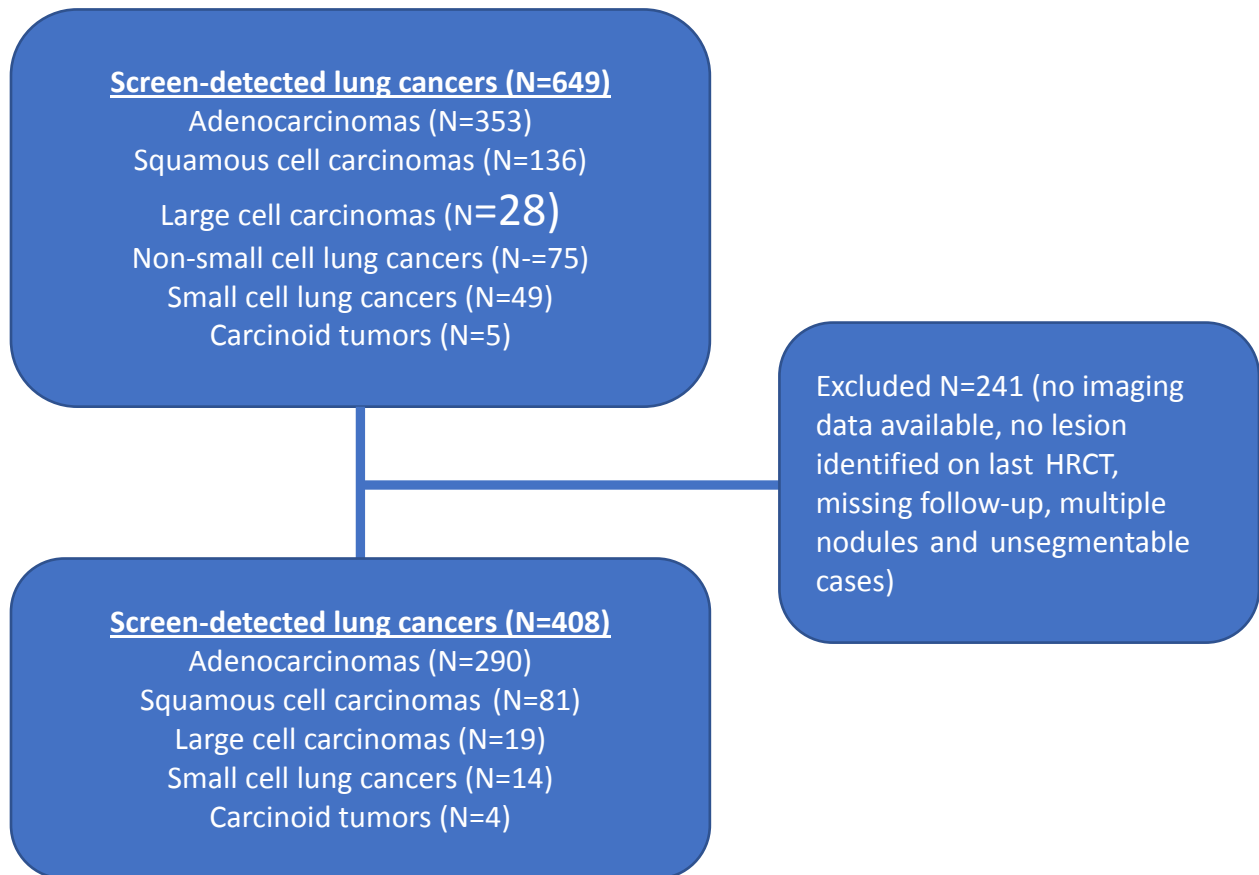 Screen-detected lung cancers (N=649)
Adenocarcinomas (N=353)
Squamous cell carcinomas (N=136)
Large cell carcinomas (N=28)
Non-small cell lung cancers (N-=75)
Small cell lung cancers (N=49)
Carcinoid tumors (N=5)
Excluded N=241 (no imaging
data available, no lesion
identified on last HRCT,
missing follow-up, multiple
nodules and unsegmentable
cases)
Screen-detected lung cancers (N=408)
Adenocarcinomas (N=290)
Squamous cell carcinomas (N=81)
Large cell carcinomas (N=19)
Small cell lung cancers (N=14)
Carcinoid tumors (N=4)